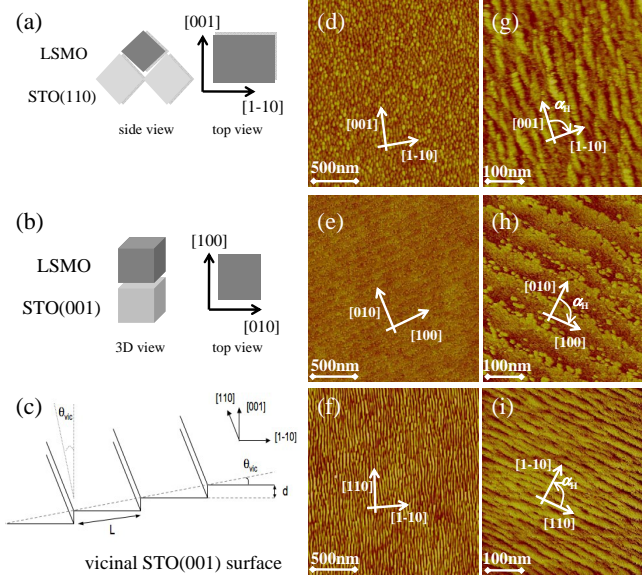 (a)
[001]
LSMO
STO(110)
[1-10]
side view
top view
(b)
[100]
LSMO
STO(001)
[010]
3D view
top view
(c)
[110]
[001]
[1-10]
θvic
θvic
d
L
vicinal STO(001) surface
(d)
[001]
[1-10]
500nm
(g)
αH
[001]
[1-10]
100nm
(e)
[010]
[100]
500nm
(h)
[010]
αH
[100]
100nm
(f)
[110]
[1-10]
500nm
(i)
[1-10]
αH
[110]
100nm